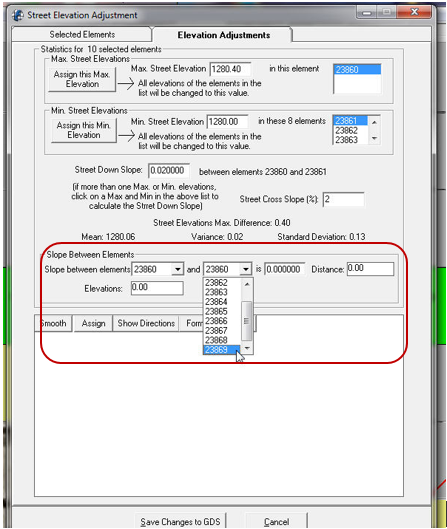 Street Elevation Adjustment
Selected Elements
Elevation Adjustments
Statistics for 10 selected elements
Max. Street Elevations
Assign this Max. Elevation
Max. Street Elevation 1280.40 in this element 23860
All elevations of the elements in the
list will be changed to this value.
Min. Street Elevations
Assign this Min. Elevation
Min. Street Elevation 1280.00 in these 8 elements 23861
23862
23863
All elevations of the elements in the
list will be changed to this value.
Street Down Slope: 0.020000 between elements 23860 and 23861
(if more than one Max. or Min. elevations,
click on a Max and Min in the above list to
calculate the Stret Down Slope)
Street Cross Slope (%): 2
Street Elevations Max. Difference: 0.40
Mean: 1280.06 Variance: 0.02 Standard Deviation: 0.13
Slope Between Elements
Slope between elements 23860 and 23860 is 0.000000 Distance: 0.00
Elevations: 0.00
23862
23863
23864
23865
23866
23867
23868
23869
Smooth Assign Show Directions Form
Save Changes to GDS Cancel